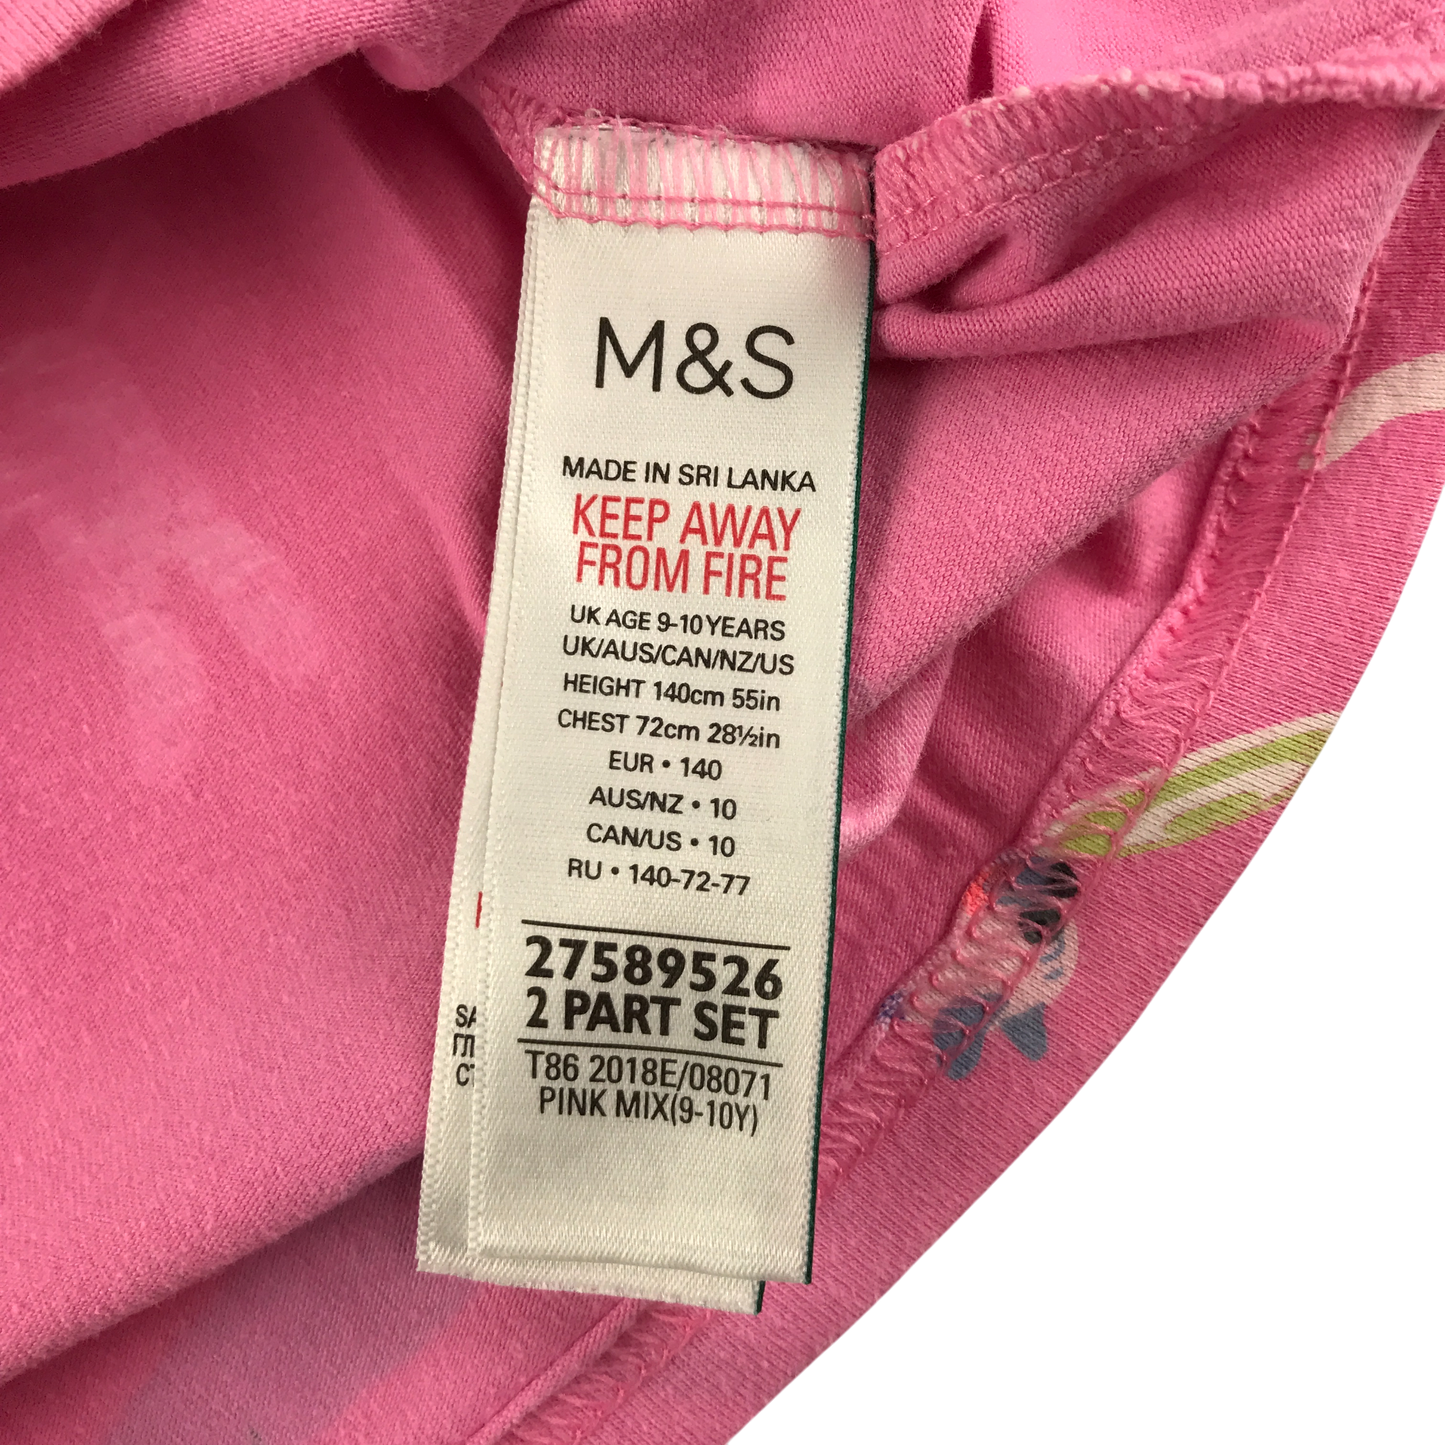 M&S
MADE IN SRI LANKA
KEEP AWAY
FROM FIRE
UK AGE 9-10 YEARS
UK/AUS/CAN/NZ/US
HEIGHT 140cm 55in
CHEST 72cm 28½in
EUR • 140
AUS/NZ • 10
CAN/US • 10
RU • 140-72-77
27589526
2 PART SET
T86 2018E/08071
PINK MIX(9-10Y)